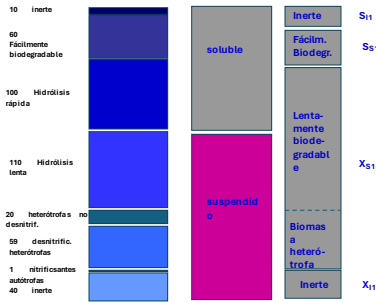 10 inerte
60
Fácilmente
biodegradable
100 Hidrólisis
rápida
110 Hidrólisis
lenta
20 heterótrofas no
desnitrif.
59 desnitrific.
heterótrofas
1 nitrificantes
autótrofas
40 inerte
soluble
suspendid
o
Inerte
Fácilm.
Biodegr.
Lenta-
mente
biode-
gradabl
e
Biomas
a
heteró-
trofa
Inerte
SI1
SS
XS1
XI1